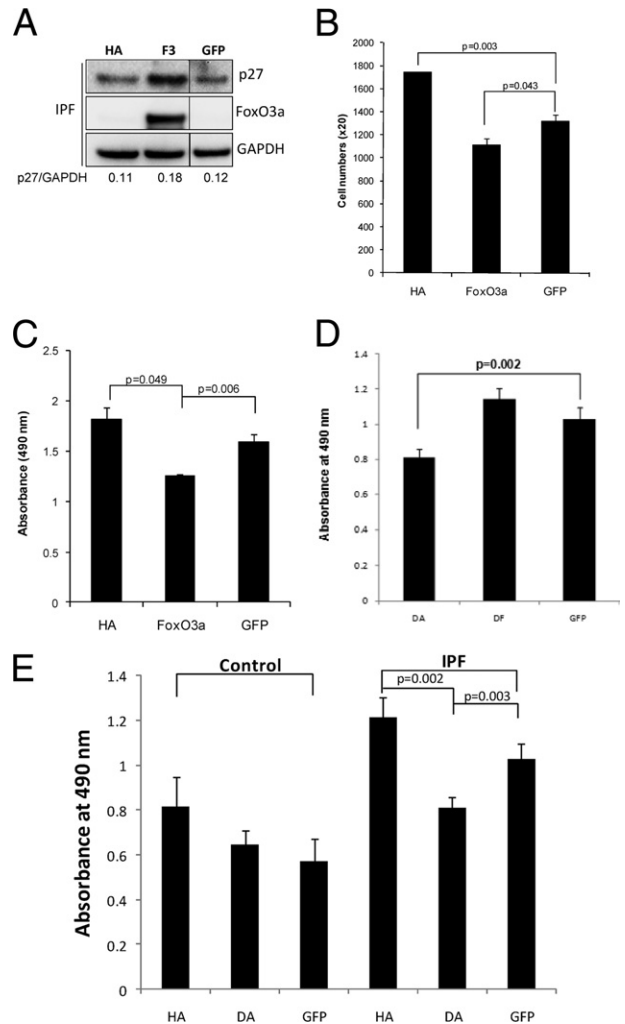 A
HA F3 GFP
p27
IPF
FoxO3a
GAPDH
p27/GAPDH 0.11 0.18 0.12
B
2000
1800
1600
1400
1200
1000
800
600
400
200
0
Cell numbers (x20)
p=0.003
p=0.043
HA FoxO3a GFP
C
2.5
2
1.5
1
0.5
0
Absorbance (490 nm)
p=0.049
p=0.006
HA FoxO3a GFP
D
1.4
1.2
1
0.8
0.6
0.4
0.2
0
Absorbance at 490 nm
p=0.002
DA DF GFP
E
1.4
1.2
1
0.8
0.6
0.4
0.2
0
Absorbance at 490 nm
Control
IPF
p=0.002
p=0.003
HA DA GFP HA DA GFP